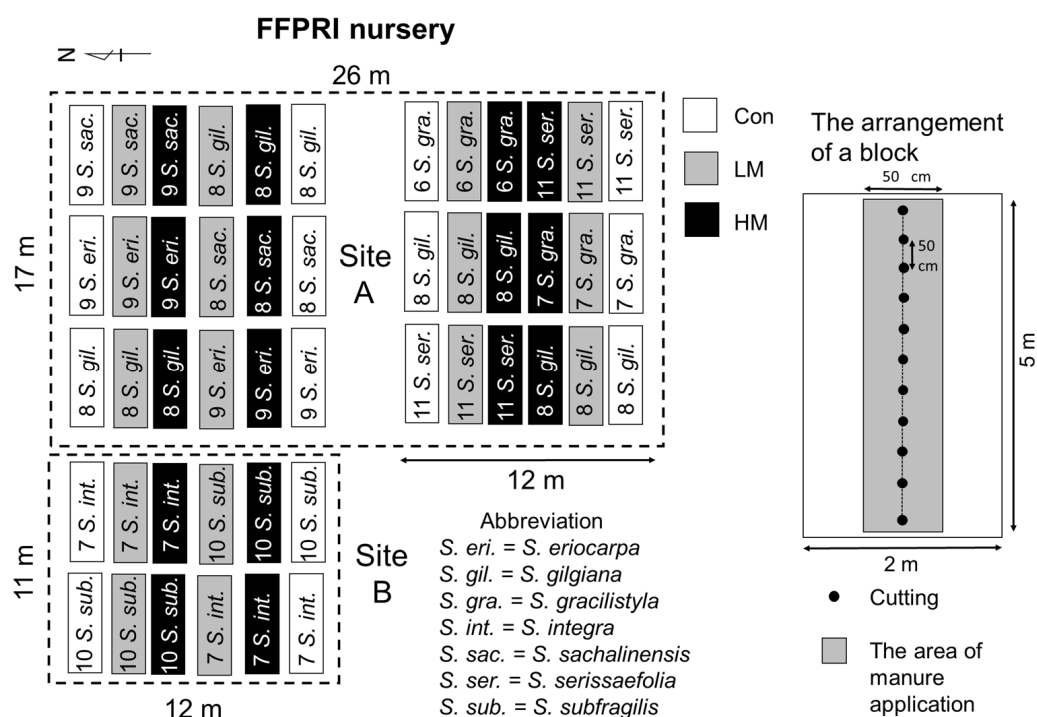 FFPRI nursery
N
26 m
17 m
9 S. sac.
9 S. sac.
9 S. sac.
8 S. gil.
8 S. gil.
8 S. gil.
6 S. gra.
6 S. gra.
6 S. gra.
11 S. ser.
11 S. ser.
11 S. ser.
9 S. eri.
9 S. eri.
9 S. eri.
8 S. sac.
8 S. sac.
8 S. sac.
Site
A
8 S. gil.
8 S. gil.
8 S. gil.
7 S. gra.
7 S. gra.
7 S. gra.
8 S. gil.
8 S. gil.
8 S. gil.
9 S. eri.
9 S. eri.
9 S. eri.
11 S. ser.
11 S. ser.
11 S. ser.
8 S. gil.
8 S. gil.
8 S. gil.
12 m
11 m
7 S. int.
7 S. int.
7 S. int.
10 S. sub.
10 S. sub.
10 S. sub.
Site
B
10 S. sub.
10 S. sub.
10 S. sub.
7 S. int.
7 S. int.
7 S. int.
12 m
Con
LM
HM
Abbreviation
S. eri. = S. eriocarpa
S. gil. = S. gilgiana
S. gra. = S. gracilistyla
S. int. = S. integra
S. sac. = S. sachalinensis
S. ser. = S. serissaefolia
S. sub. = S. subfragilis
The arrangement
of a block
50 cm
50
cm
5 m
2 m
Cutting
The area of
manure
application